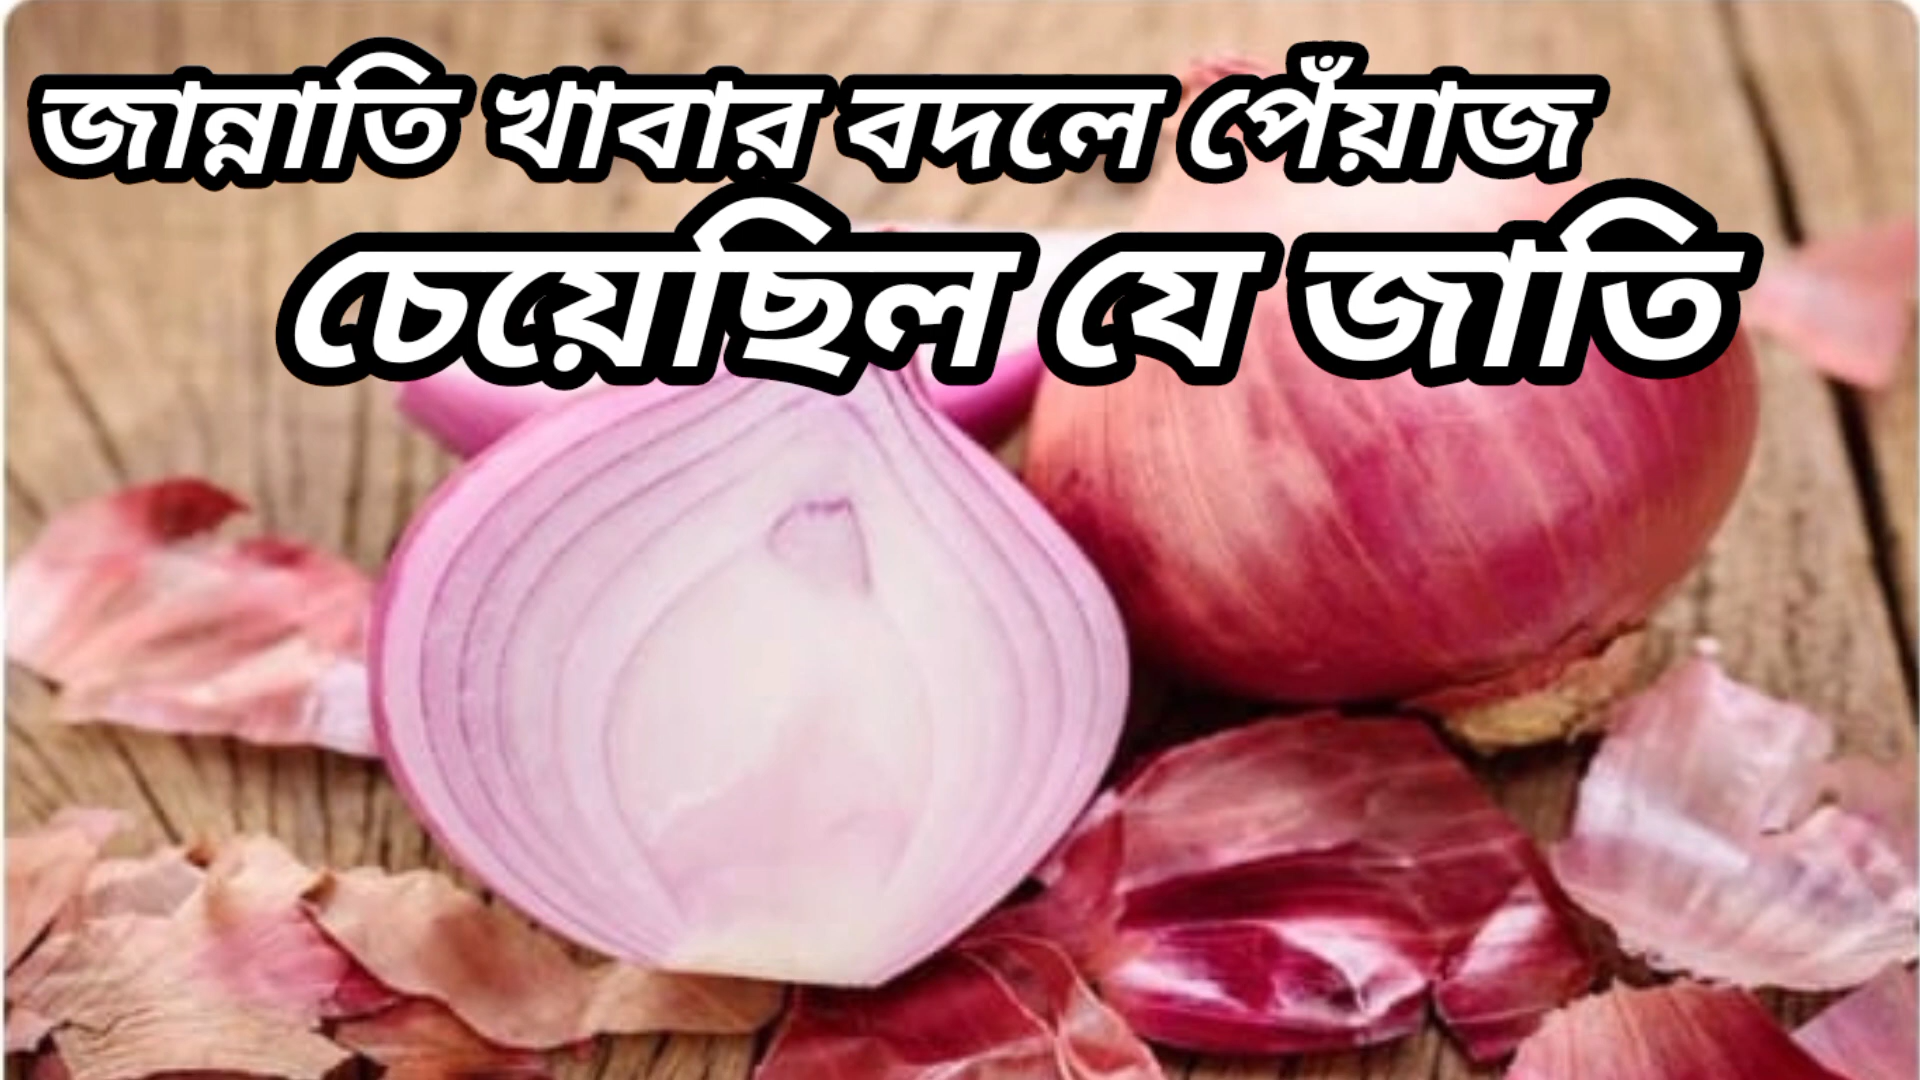 জান্নাতি খাবার বদলে পেঁয়াজ
চেয়েছিল যে জাতি